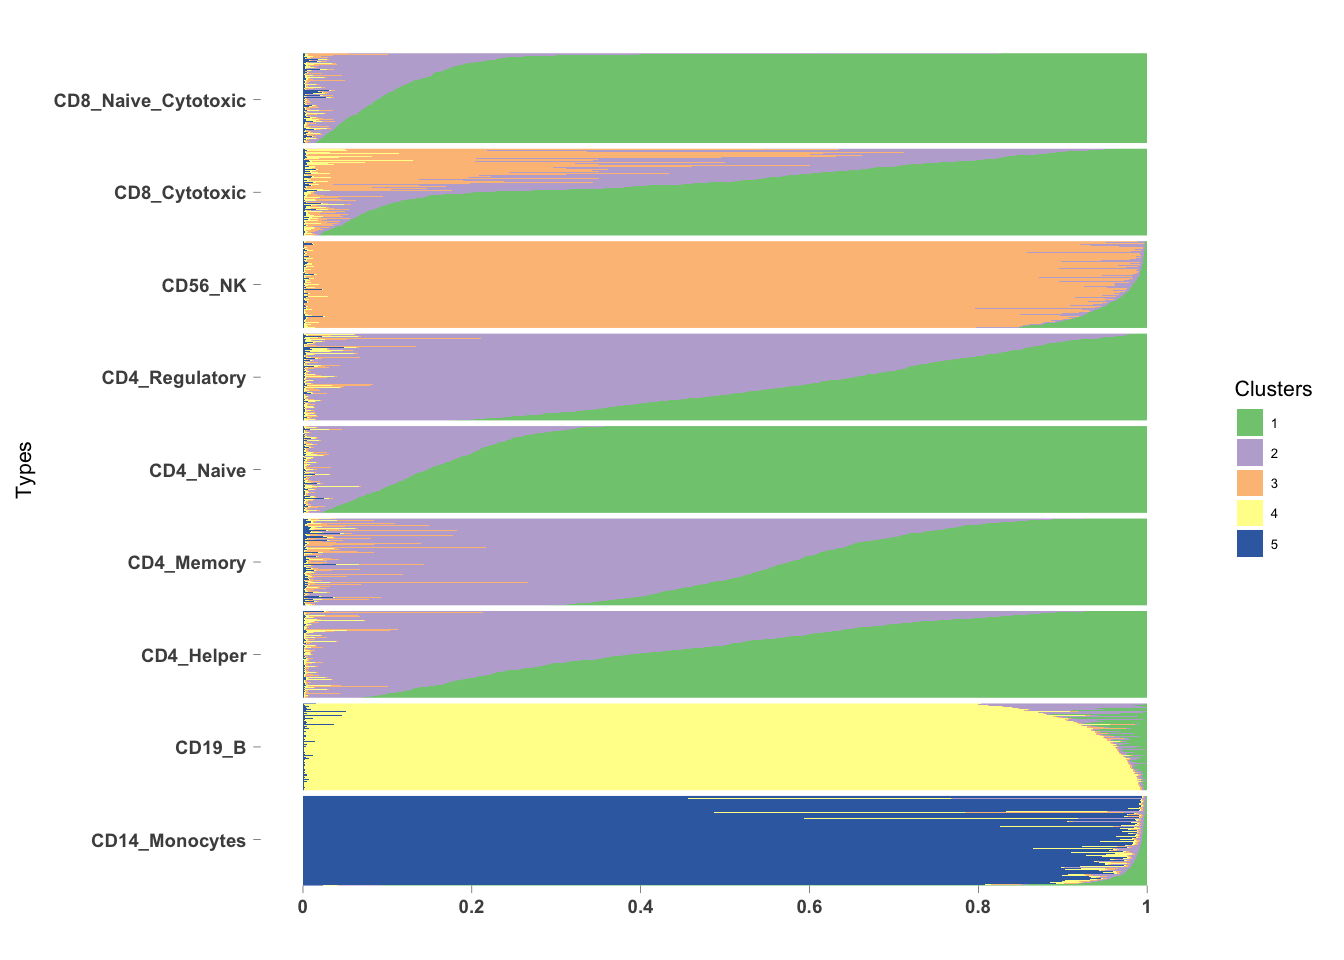 CD8_Naive_Cytotoxic
CD8_Cytotoxic
CD56_NK
CD4_Regulatory
CD4_Naive
CD4_Memory
CD4_Helper
CD19_B
CD14_Monocytes
Types
0 0.2 0.4 0.6 0.8 1
Clusters
1
2
3
4
5